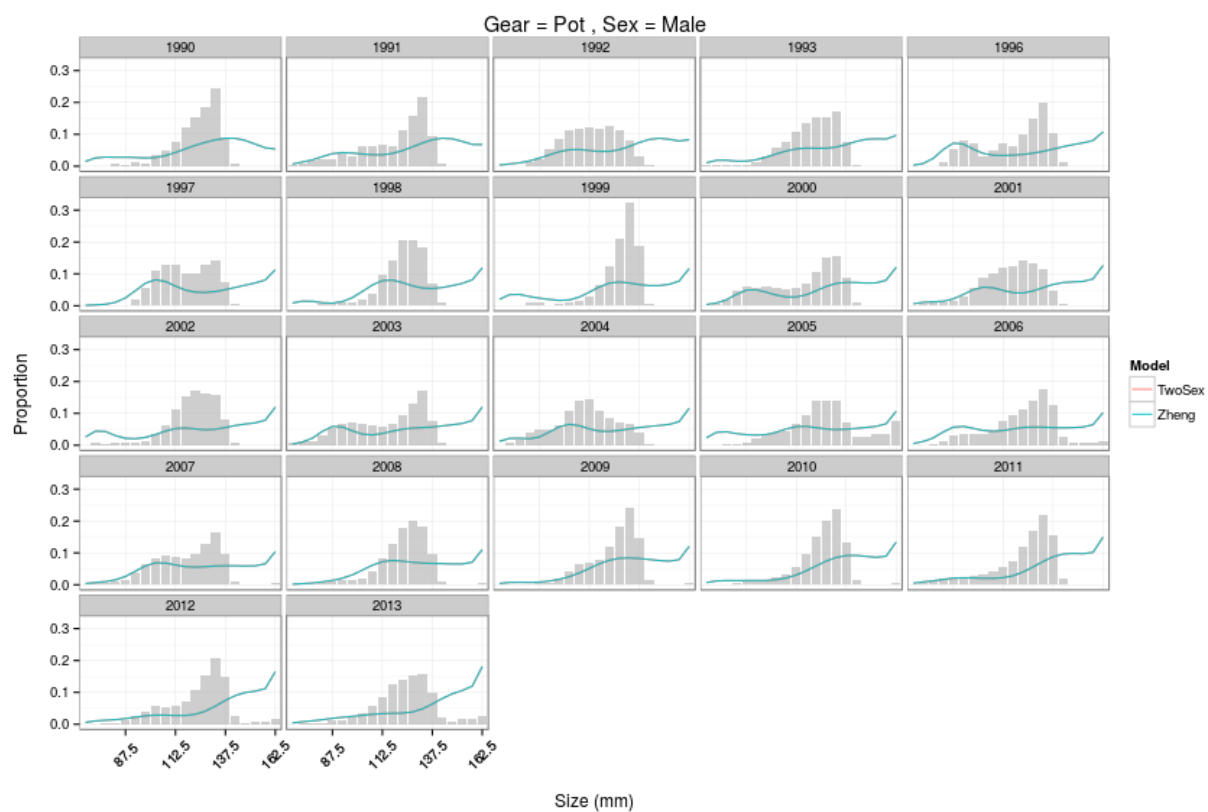 Gear = Pot , Sex = Male
1990 1991 1992 1993 1996
0.3
0.2
0.1
0.0
1997 1998 1999 2000 2001
0.3
0.2
0.1
0.0
2002 2003 2004 2005 2006
0.3
0.2
0.1
0.0
2007 2008 2009 2010 2011
0.3
0.2
0.1
0.0
2012 2013
0.3
0.2
0.1
0.0
87.5 112.5 137.5 162.5 87.5 112.5 137.5 162.5
Proportion
Size (mm)
Model
TwoSex
Zheng